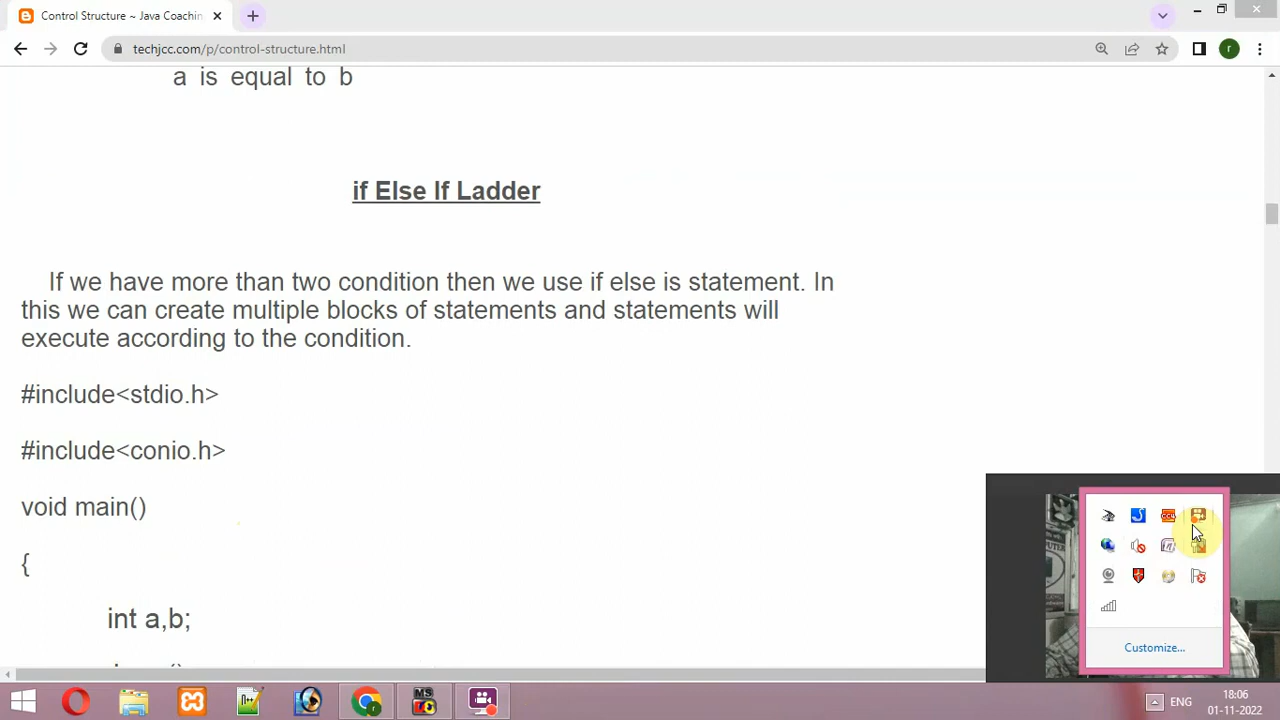 Control Structure ~ Java Coachin
techjcc.com/p/control-structure.html
r
a is equal to b
if Else If Ladder
If we have more than two condition then we use if else is statement. In
this we can create multiple blocks of statements and statements will
execute according to the condition.
#include<stdio.h>
#include<conio.h>
void main()
{
int a,b;
Customize...
MS
ENG
18:06
01-11-2022